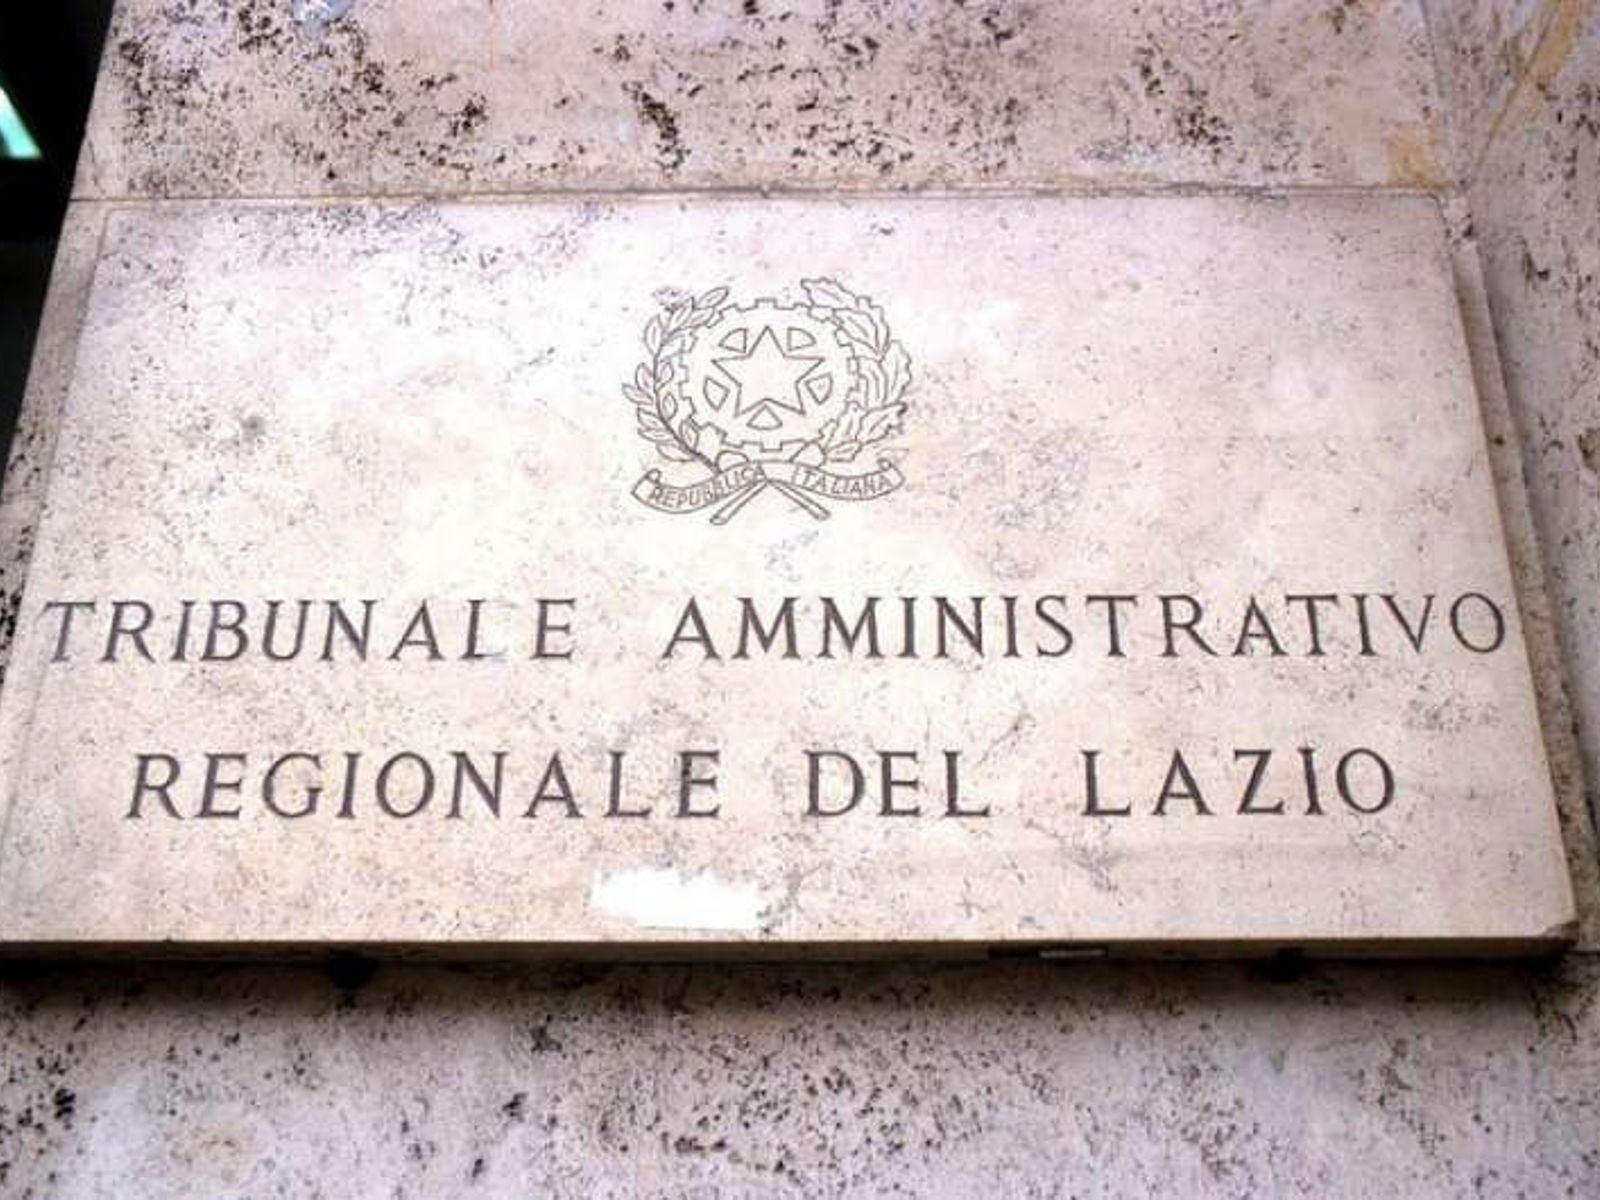 REPUBBLICA ITALIANA
TRIBUNALE AMMINISTRATIVO
REGIONALE DEL LAZIO